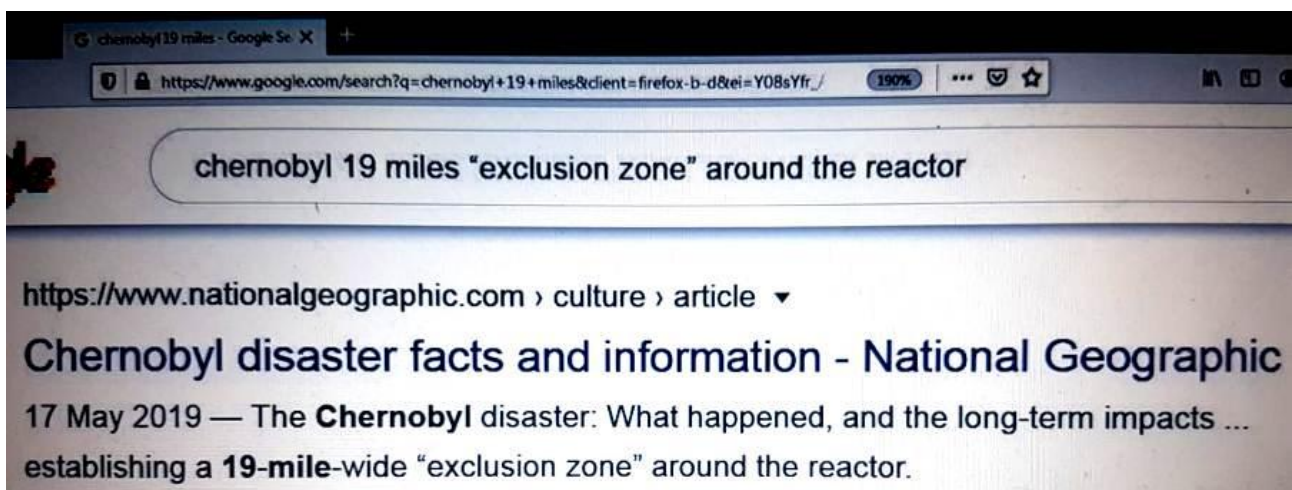 G chernobyl 19 miles - Google Se X +
https://www.google.com/search?q=chernobyl+19+miles&client=firefox-b-d&ei=Y08sYfr_/ 190% ...
chernobyl 19 miles “exclusion zone” around the reactor
https://www.nationalgeographic.com › culture › article
Chernobyl disaster facts and information - National Geographic
17 May 2019 — The Chernobyl disaster: What happened, and the long-term impacts ...
establishing a 19-mile-wide “exclusion zone” around the reactor.